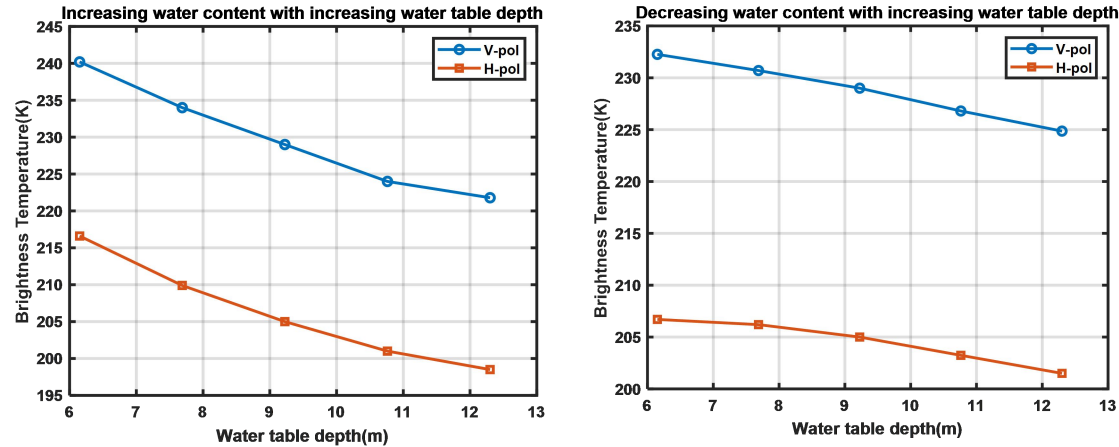 Increasing water content with increasing water table depth
245
240
235
230
225
220
215
210
205
200
195
Brightness Temperature(K)
V-pol
H-pol
6 7 8 9 10 11 12 13
Water table depth(m)
Decreasing water content with increasing water table depth
235
230
225
220
215
210
205
200
Brightness Temperature(K)
V-pol
H-pol
6 7 8 9 10 11 12 13
Water table depth(m)